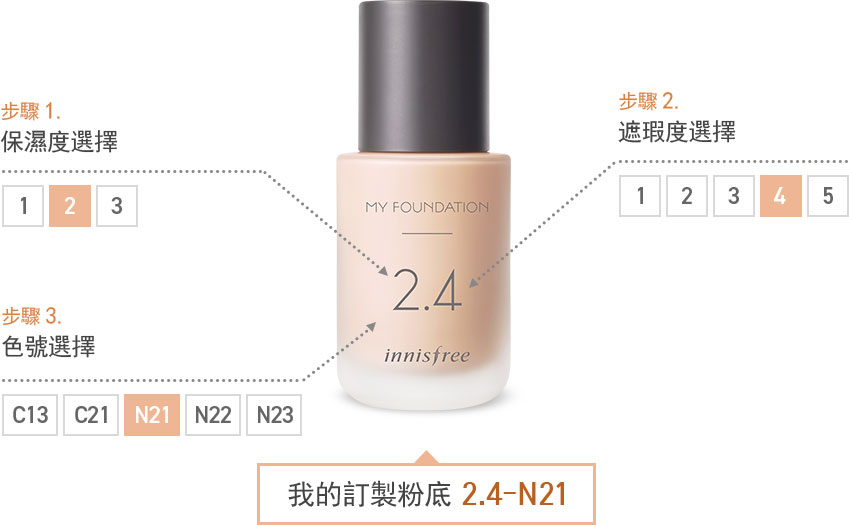 步驟 1.
保濕度選擇
1 2 3
步驟 2.
遮瑕度選擇
1 2 3 4 5
MY FOUNDATION
2.4
innisfree
步驟 3.
色號選擇
C13 C21 N21 N22 N23
我的訂製粉底 2.4-N21